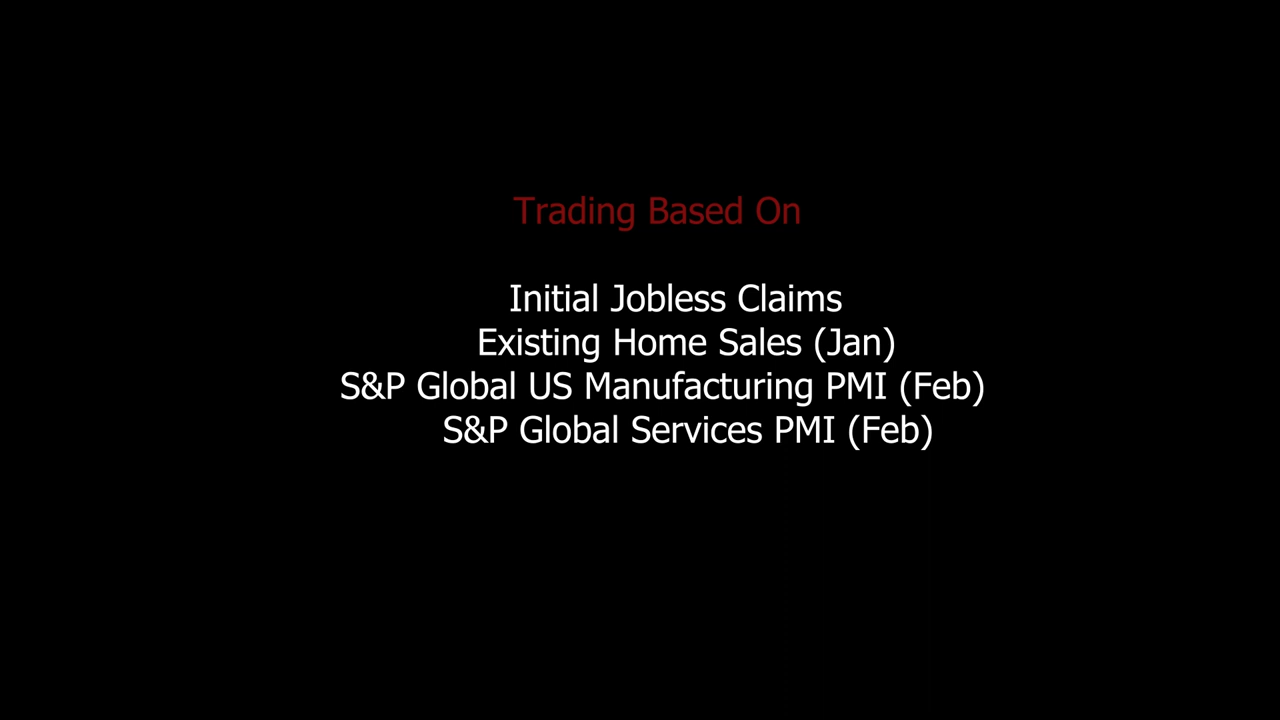 Trading Based On
Initial Jobless Claims
Existing Home Sales (Jan)
S&P Global US Manufacturing PMI (Feb)
S&P Global Services PMI (Feb)